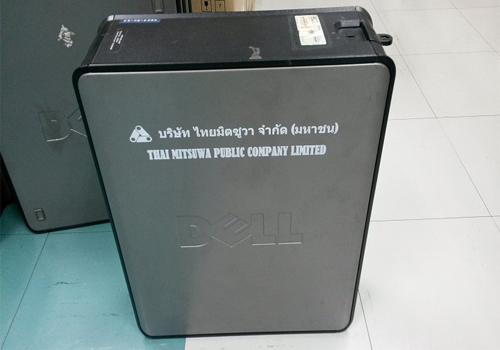 บริษัท ไทยมิตซูวา จำกัด (มหาชน)
THAI MITSUWA PUBLIC COMPANY LIMITED
DELL